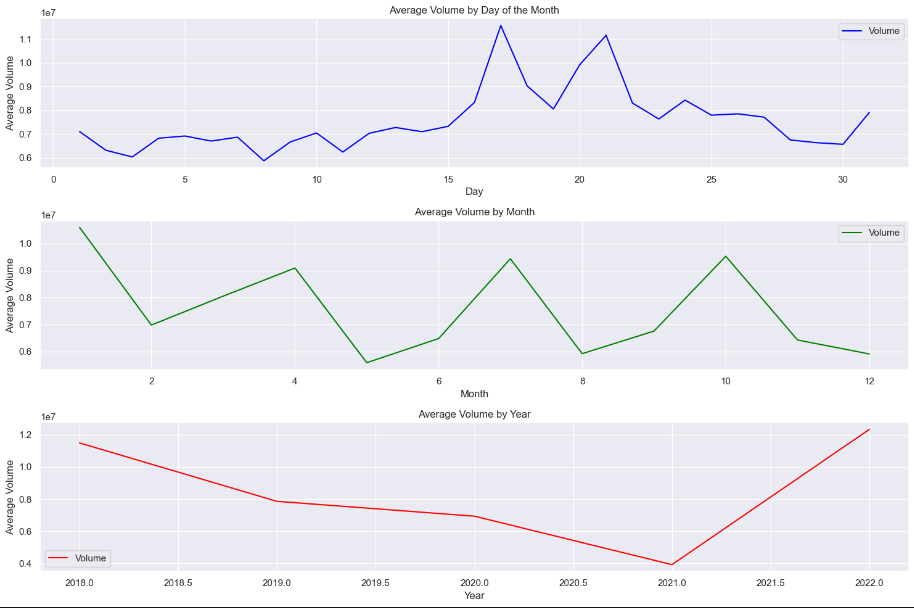 Average Volume by Day of the Month
1e7
1.1
1.0
0.9
0.8
0.7
0.6
Average Volume
Volume
0 5 10 15 20 25 30
Day
Average Volume by Month
1e7
1.0
0.9
0.8
0.7
0.6
Average Volume
Volume
2 4 6 8 10 12
Month
Average Volume by Year
1e7
1.2
1.0
0.8
0.6
0.4
Average Volume
Volume
2018.0 2018.5 2019.0 2019.5 2020.0 2020.5 2021.0 2021.5 2022.0
Year